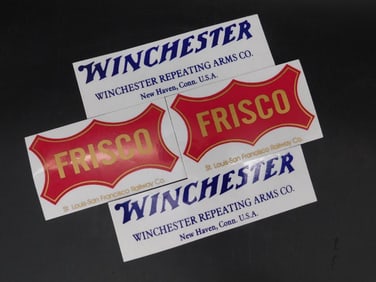 WINCHESTER
WINCHESTER REPEATING ARMS CO.
New Haven, Conn. U.S.A.
FRISCO
St. Louis-San Francisco Railway Co.
FRISCO
St. Louis-San Francisco Railway Co.
WINCHESTER
WINCHESTER REPEATING ARMS CO.
New Haven, Conn. U.S.A.